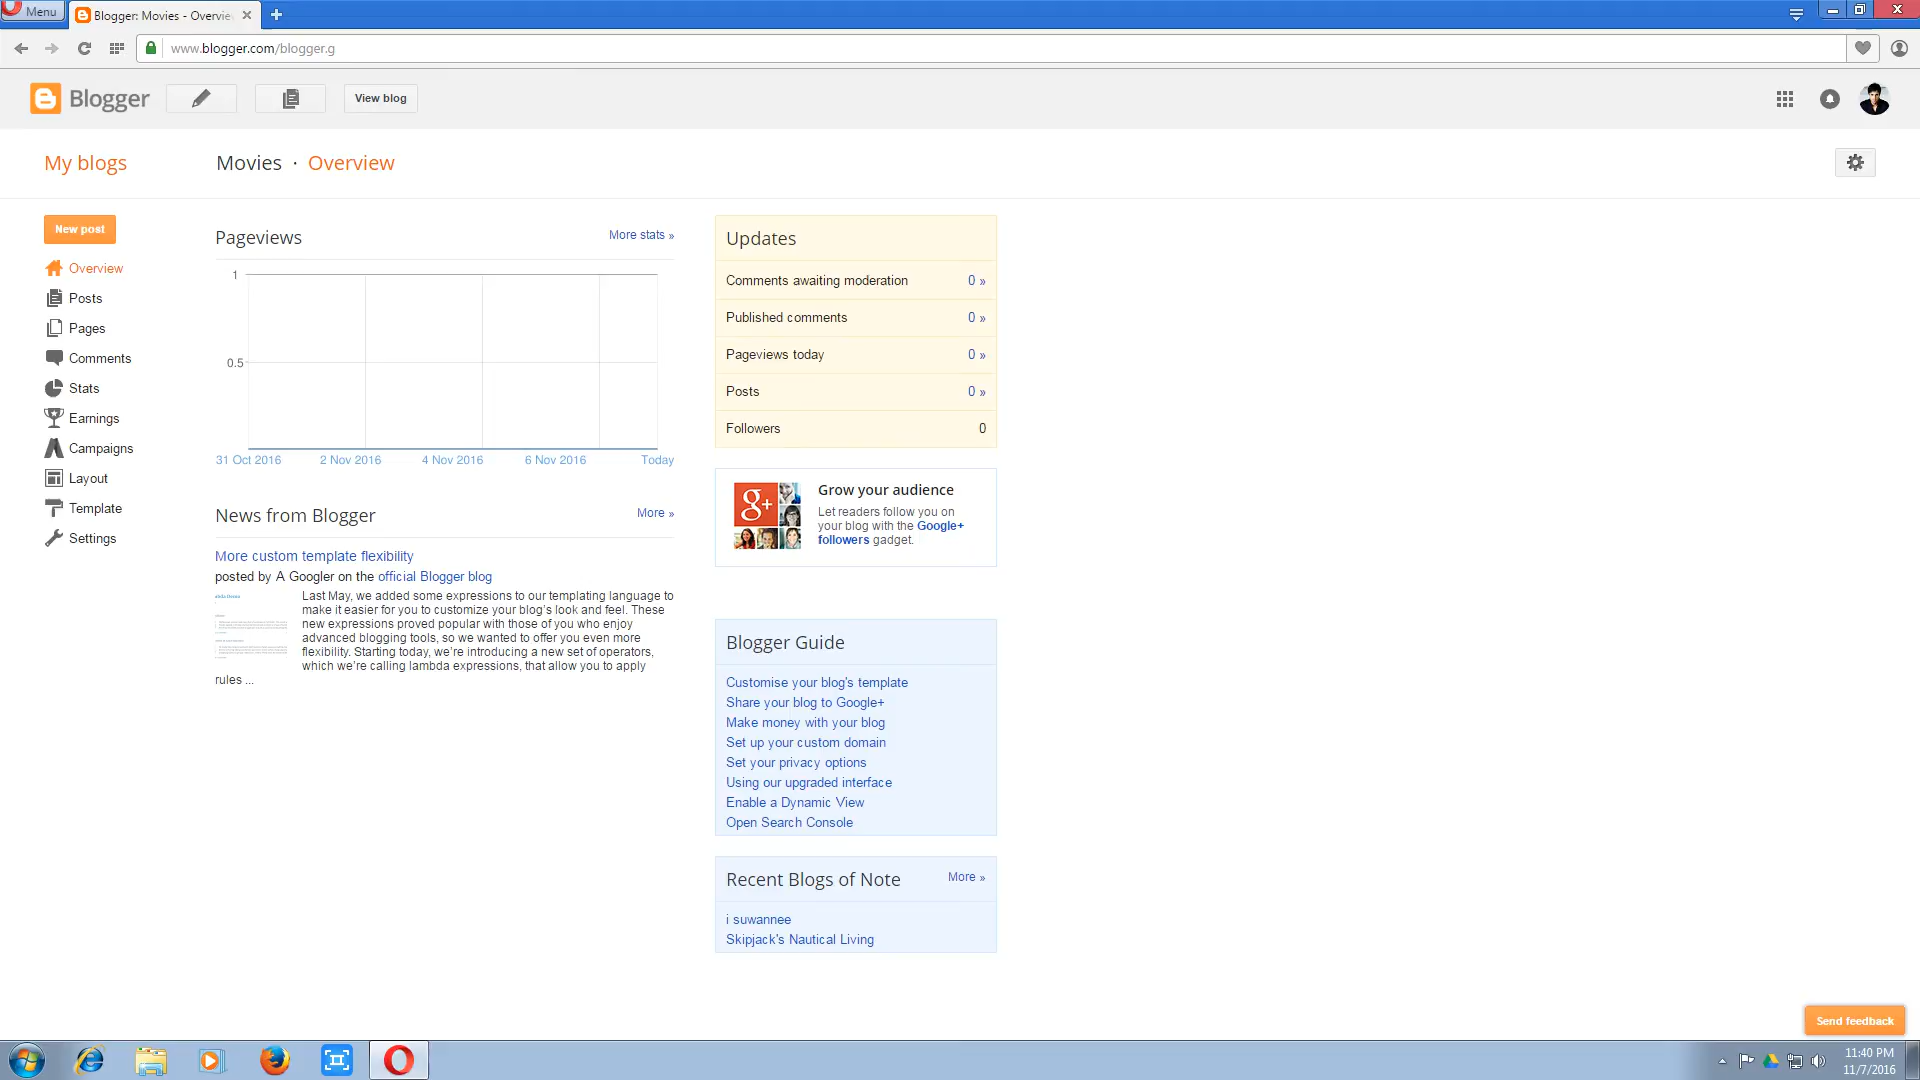 Menu
Blogger: Movies - Overvie
www.blogger.com/blogger.g
Blogger
View blog
My blogs
Movies · Overview
New post
Overview
Posts
Pages
Comments
Stats
Earnings
Campaigns
Layout
Template
Settings
Pageviews
More stats »
1
0.5
31 Oct 2016 2 Nov 2016 4 Nov 2016 6 Nov 2016 Today
News from Blogger
More »
More custom template flexibility
posted by A Googler on the official Blogger blog
Last May, we added some expressions to our templating language to
make it easier for you to customize your blog's look and feel. These
new expressions proved popular with those of you who enjoy
advanced blogging tools, so we wanted to offer you even more
flexibility. Starting today, we're introducing a new set of operators,
which we're calling lambda expressions, that allow you to apply
rules ...
Updates
Comments awaiting moderation 0 »
Published comments 0 »
Pageviews today 0 »
Posts 0 »
Followers 0
g+
Grow your audience
Let readers follow you on
your blog with the Google+
followers gadget.
Blogger Guide
Customise your blog's template
Share your blog to Google+
Make money with your blog
Set up your custom domain
Set your privacy options
Using our upgraded interface
Enable a Dynamic View
Open Search Console
Recent Blogs of Note
More »
i suwannee
Skipjack's Nautical Living
Send feedback
11:40 PM
11/7/2016